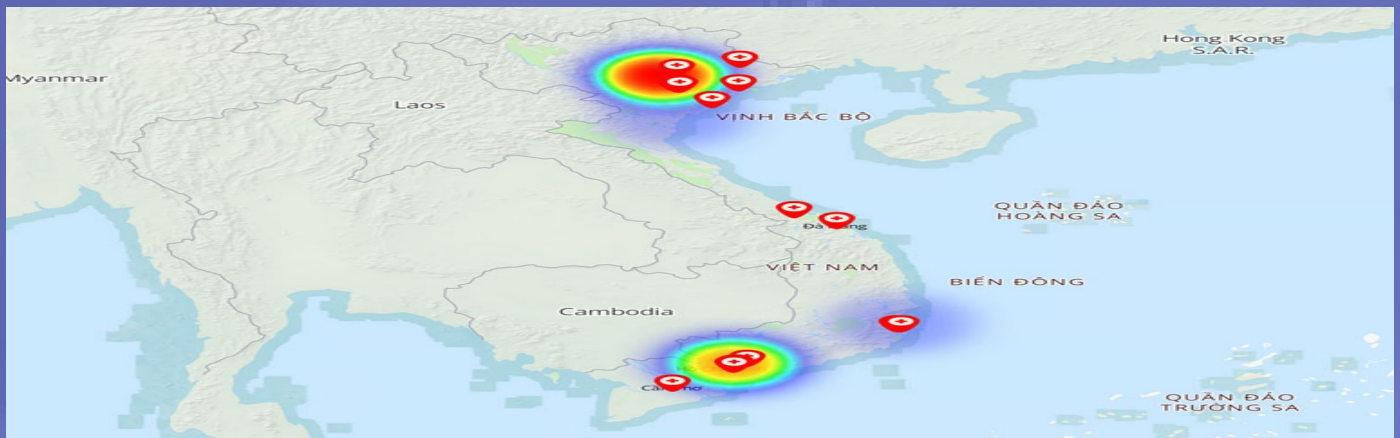 Hong Kong
S.A.R.
Myanmar
Laos
VỊNH BẮC BỘ
QUẦN ĐẢO
HOÀNG SA
VIỆT NAM
BIỂN ĐÔNG
Cambodia
QUẦN ĐẢO
TRƯỜNG SA